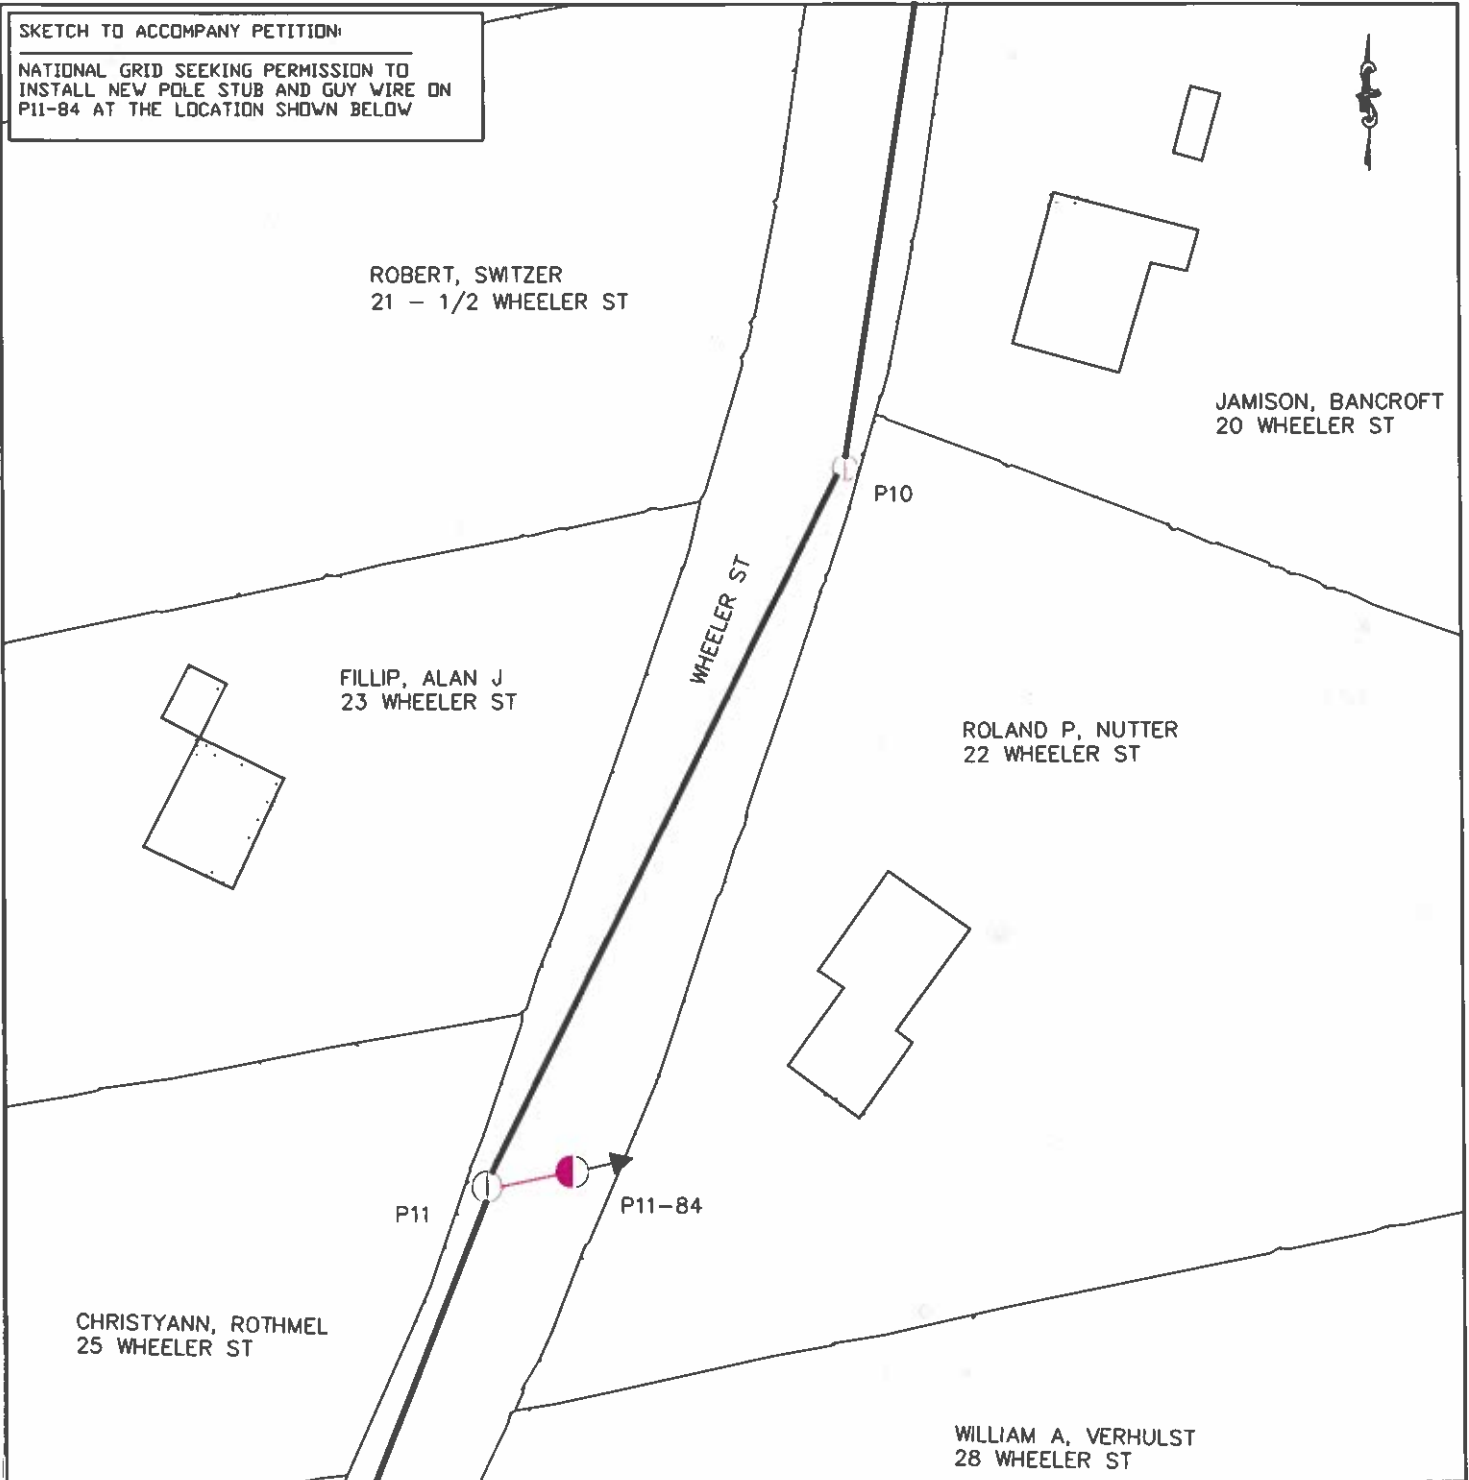 SKETCH TO ACCOMPANY PETITION:
NATIONAL GRID SEEKING PERMISSION TO
INSTALL NEW POLE STUB AND GUY WIRE ON
P11-84 AT THE LOCATION SHOWN BELOW
ROBERT, SWITZER
21 - 1/2 WHEELER ST
JAMISON, BANCROFT
20 WHEELER ST
P10
WHEELER ST
FILLIP, ALAN J
23 WHEELER ST
ROLAND P, NUTTER
22 WHEELER ST
P11
P11-84
CHRISTYANN, ROTHMEL
25 WHEELER ST
WILLIAM A, VERHULST
28 WHEELER ST